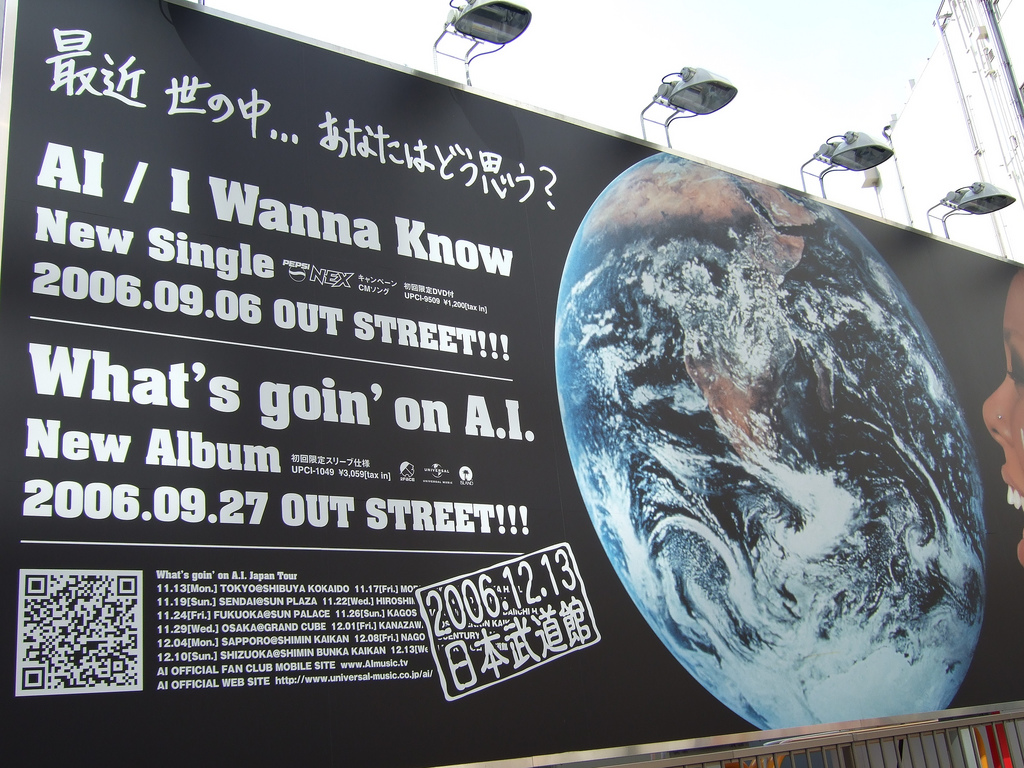 最近 世の中... あなたはどう思う?
AI / I Wanna Know
New Single PEPSI NEX キャンペーン CMソング 初回限定DVD付 UPCI-9509 ¥1,200[tax in]
2006.09.06 OUT STREET!!!
What's goin' on A.I.
New Album 初回限定スリーブ仕様 UPCI-1049 ¥3,059[tax in] UNIVERSAL ISLAND
2006.09.27 OUT STREET!!!
What's goin' on A.I. Japan Tour
11.13[Mon.] TOKYO@SHIBUYA KOKAIDO 11.17[Fri.]
11.19[Sun.] SENDAI@SUN PLAZA 11.22[Wed.] HIROSHI
11.24[Fri.] FUKUOKA@SUN PALACE 11.26[Sun.] KAGOS
11.29[Wed.] OSAKA@GRAND CUBE 12.01[Fri.] KANAZAW
12.04[Mon.] SAPPORO@SHIMIN KAIKAN 12.08[Fri.] NAGO
12.10[Sun.] SHIZUOKA@SHIMIN BUNKA KAIKAN 12.13[We
AI OFFICIAL FAN CLUB MOBILE SITE www.AImusic.tv
AI OFFICIAL WEB SITE http://www.universal-music.co.jp/ai/
2006.12.13
日本武道館